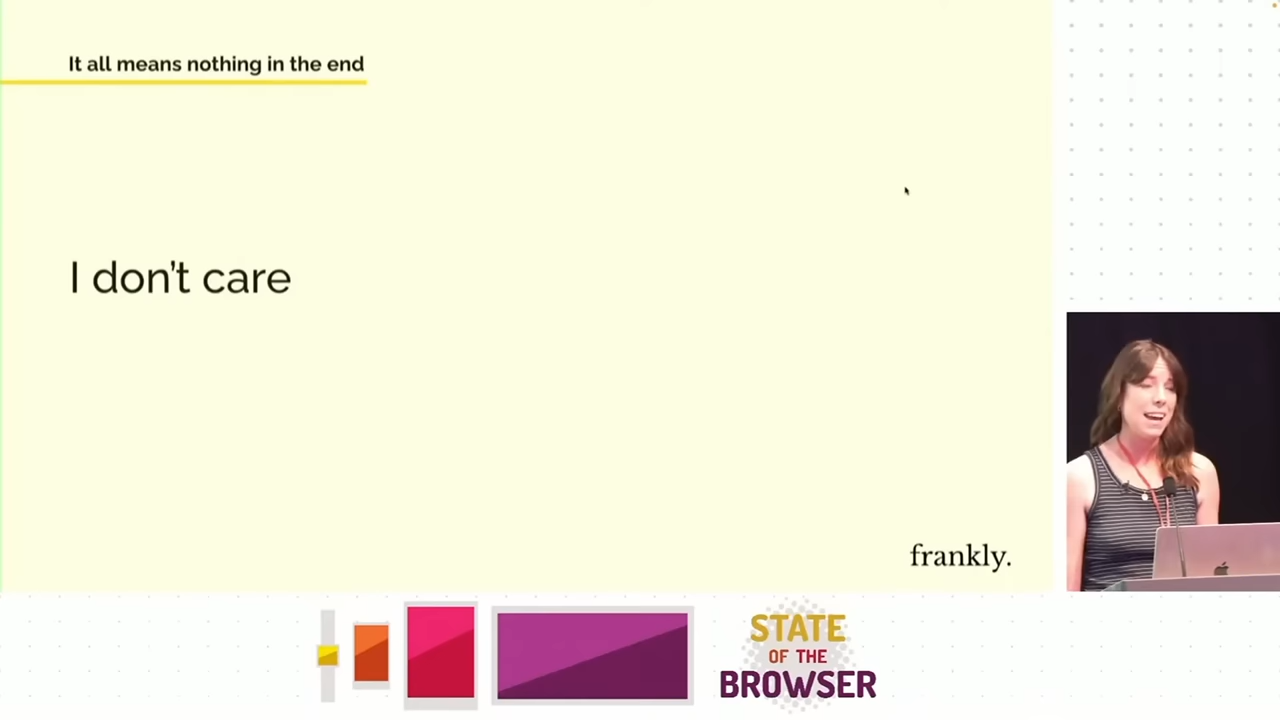 It all means nothing in the end
I don't care
frankly.
STATE
OF THE
BROWSER